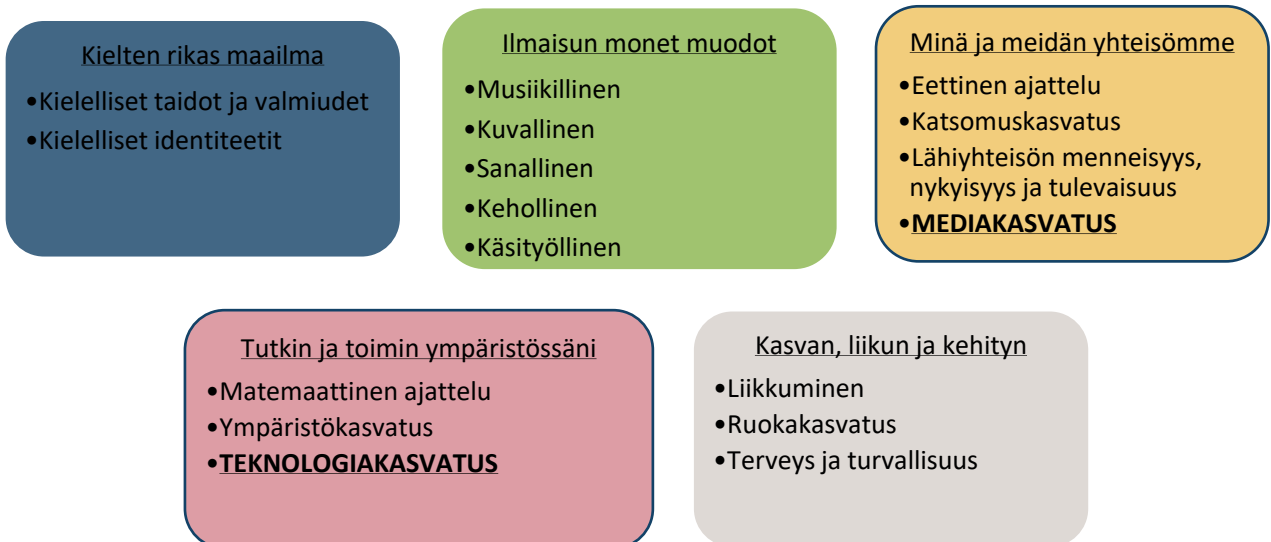 Kielten rikas maailma
•Kielelliset taidot ja valmiudet
•Kielelliset identiteetit
Ilmaisun monet muodot
•Musiikillinen
•Kuvallinen
•Sanallinen
•Kehollinen
•Käsityöllinen
Minä ja meidän yhteisömme
•Eettinen ajattelu
•Katsomuskasvatus
•Lähiyhteisön menneisyys,
nykyisyys ja tulevaisuus
•MEDIAKASVATUS
Tutkin ja toimin ympäristössäni
•Matemaattinen ajattelu
•Ympäristökasvatus
•TEKNOLOGIAKASVATUS
Kasvan, liikun ja kehityn
•Liikkuminen
•Ruokakasvatus
•Terveys ja turvallisuus